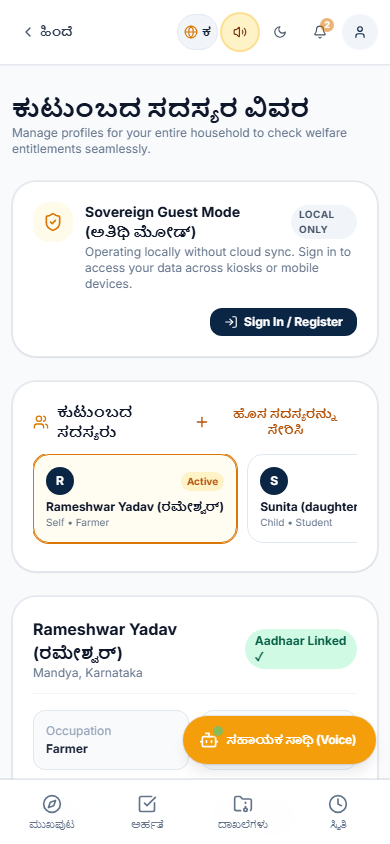 ಹಿಂದೆ
ಕ
2
ಕುಟುಂಬದ ಸದಸ್ಯರ ವಿವರ
Manage profiles for your entire household to check welfare
entitlements seamlessly.
Sovereign Guest Mode
(ಅತಿಥಿ ಮೋಡ್)
LOCAL
ONLY
Operating locally without cloud sync. Sign in to
access your data across kiosks or mobile
devices.
Sign In / Register
ಕುಟುಂಬದ
ಸದಸ್ಯರು
ಹೊಸ ಸದಸ್ಯರನ್ನು
ಸೇರಿಸಿ
R
Active
Rameshwar Yadav (ರಮೇಶ್ವರ್)
Self • Farmer
S
Sunita (daughter
Child • Student
Rameshwar Yadav
(ರಮೇಶ್ವರ್)
Aadhaar Linked
✓
Mandya, Karnataka
Occupation
Farmer
ಸಹಾಯಕ ಸಾಥಿ (Voice)
ಮುಖಪುಟ
ಅರ್ಹತೆ
ದಾಖಲೆಗಳು
ಸ್ಥಿತಿ